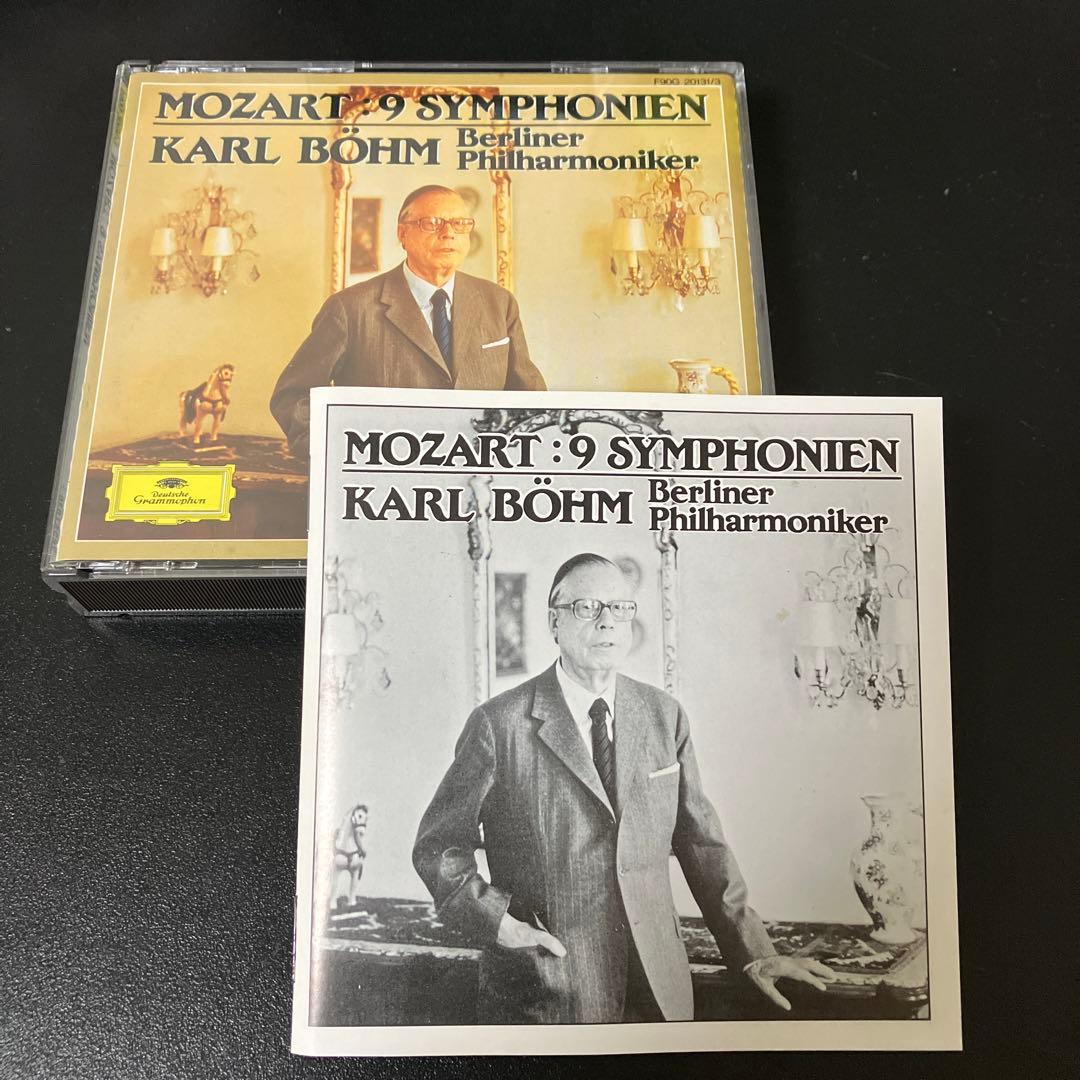 F90G 20131/3
MOZART : 9 SYMPHONIEN
KARL BÖHM Berliner
Philharmoniker
Deutsche
Grammophon
MOZART : 9 SYMPHONIEN
KARL BÖHM Berliner
Philharmoniker